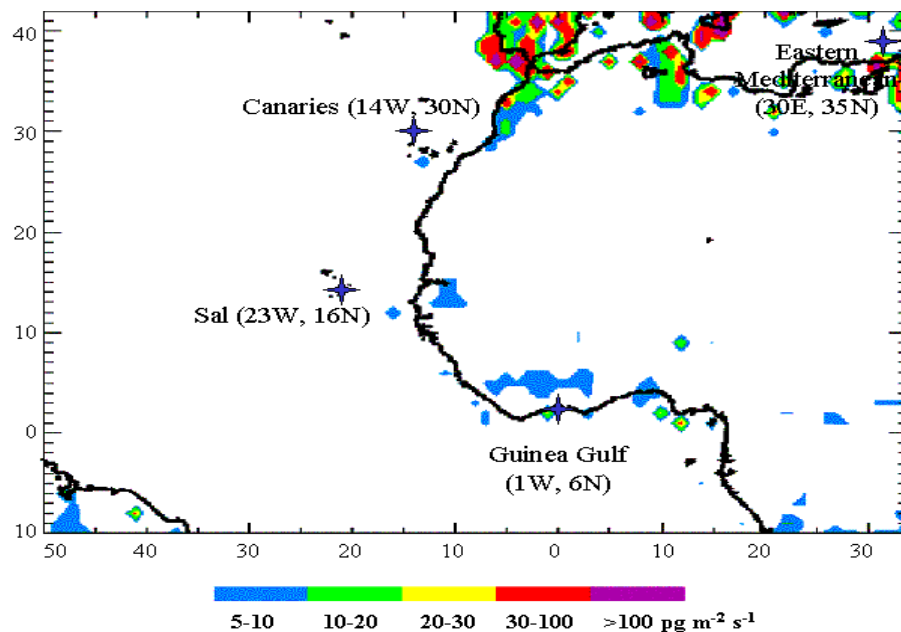 40
Eastern
Mediterranean
(30E, 35N)
Canaries (14W, 30N)
30
20
Sal (23W, 16N)
10
0
Guinea Gulf
(1W, 6N)
10
50 40 30 20 10 0 10 20 30
5-10 10-20 20-30 30-100 >100 pg m⁻² s⁻¹